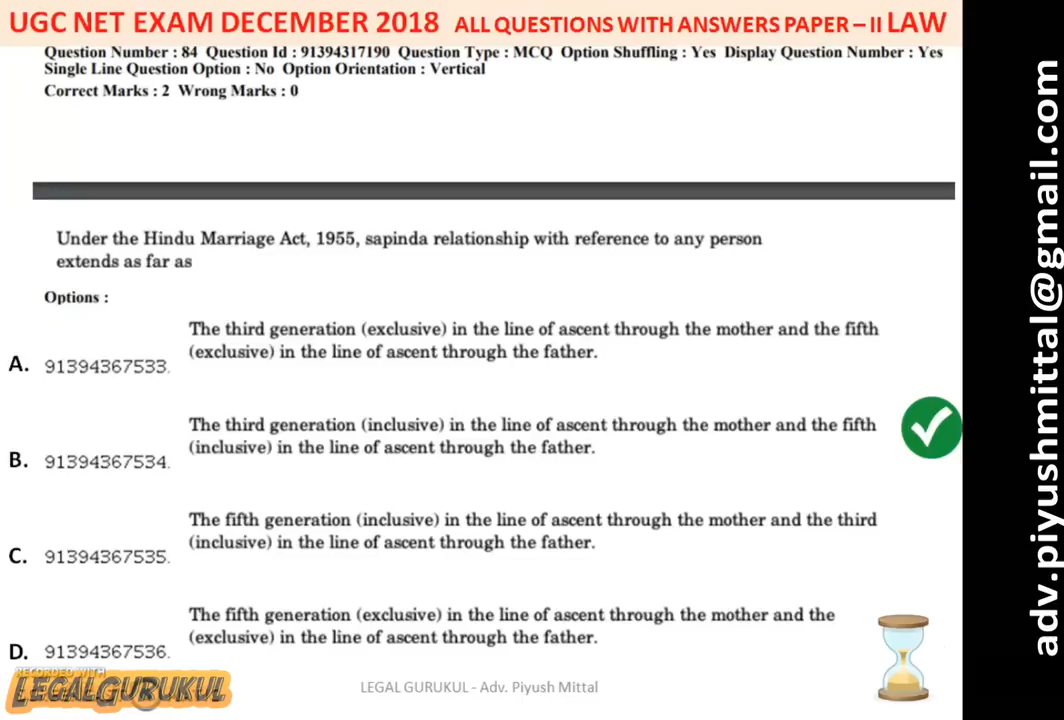 UGC NET EXAM DECEMBER 2018 ALL QUESTIONS WITH ANSWERS PAPER – II LAW
Question Number : 84 Question Id : 91394317190 Question Type : MCQ Option Shuffling : Yes Display Question Number : Yes
Single Line Question Option : No Option Orientation : Vertical
Correct Marks : 2 Wrong Marks : 0
Under the Hindu Marriage Act, 1955, sapinda relationship with reference to any person
extends as far as
Options :
The third generation (exclusive) in the line of ascent through the mother and the fifth
(exclusive) in the line of ascent through the father.
A. 91394367533.
The third generation (inclusive) in the line of ascent through the mother and the fifth
(inclusive) in the line of ascent through the father.
B. 91394367534.
The fifth generation (inclusive) in the line of ascent through the mother and the third
(inclusive) in the line of ascent through the father.
C. 91394367535.
The fifth generation (exclusive) in the line of ascent through the mother and the
(exclusive) in the line of ascent through the father.
D. 91394367536.
RECORDED WITH
LEGALGURUKUL
LEGAL GURUKUL - Adv. Piyush Mittal
adv.piyushmittal@gmail.com